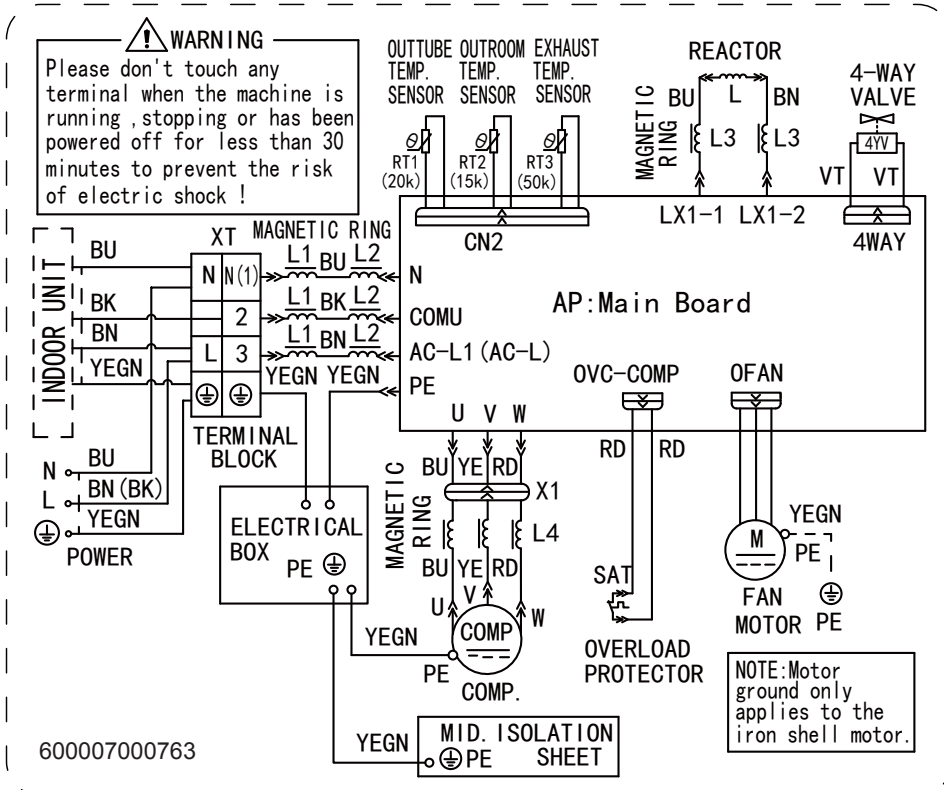 WARNING
Please don't touch any
terminal when the machine is
running ,stopping or has been
powered off for less than 30
minutes to prevent the risk
of electric shock !
OUTTUBE OUTROOM EXHAUST
TEMP. TEMP. TEMP.
SENSOR SENSOR SENSOR
θ θ θ
RT1 RT2 RT3
(20k) (15k) (50k)
CN2
REACTOR
MAGNETIC
RING
BU L BN
L3 L3
LX1-1 LX1-2
4-WAY
VALVE
4YV
VT VT
4WAY
INDOOR UNIT
BU
BK
BN
YEGN
XT
MAGNETIC RING
N N(1)
2
L 3
L1 BU L2
L1 BK L2
L1 BN L2
YEGN YEGN
N
COMU
AC-L1(AC-L)
PE
AP:Main Board
TERMINAL
BLOCK
N BU
L BN(BK)
YEGN
POWER
U V W
BU YE RD
X1
MAGNETIC
RING
L4
BU YE RD
U V W
COMP
PE
COMP.
OVC-COMP
RD RD
SAT
OVERLOAD
PROTECTOR
OFAN
M
YEGN
PE
FAN
MOTOR
PE
ELECTRICAL
BOX
PE
YEGN
YEGN
MID. ISOLATION
SHEET
PE
NOTE:Motor
ground only
applies to the
iron shell motor.
600007000763